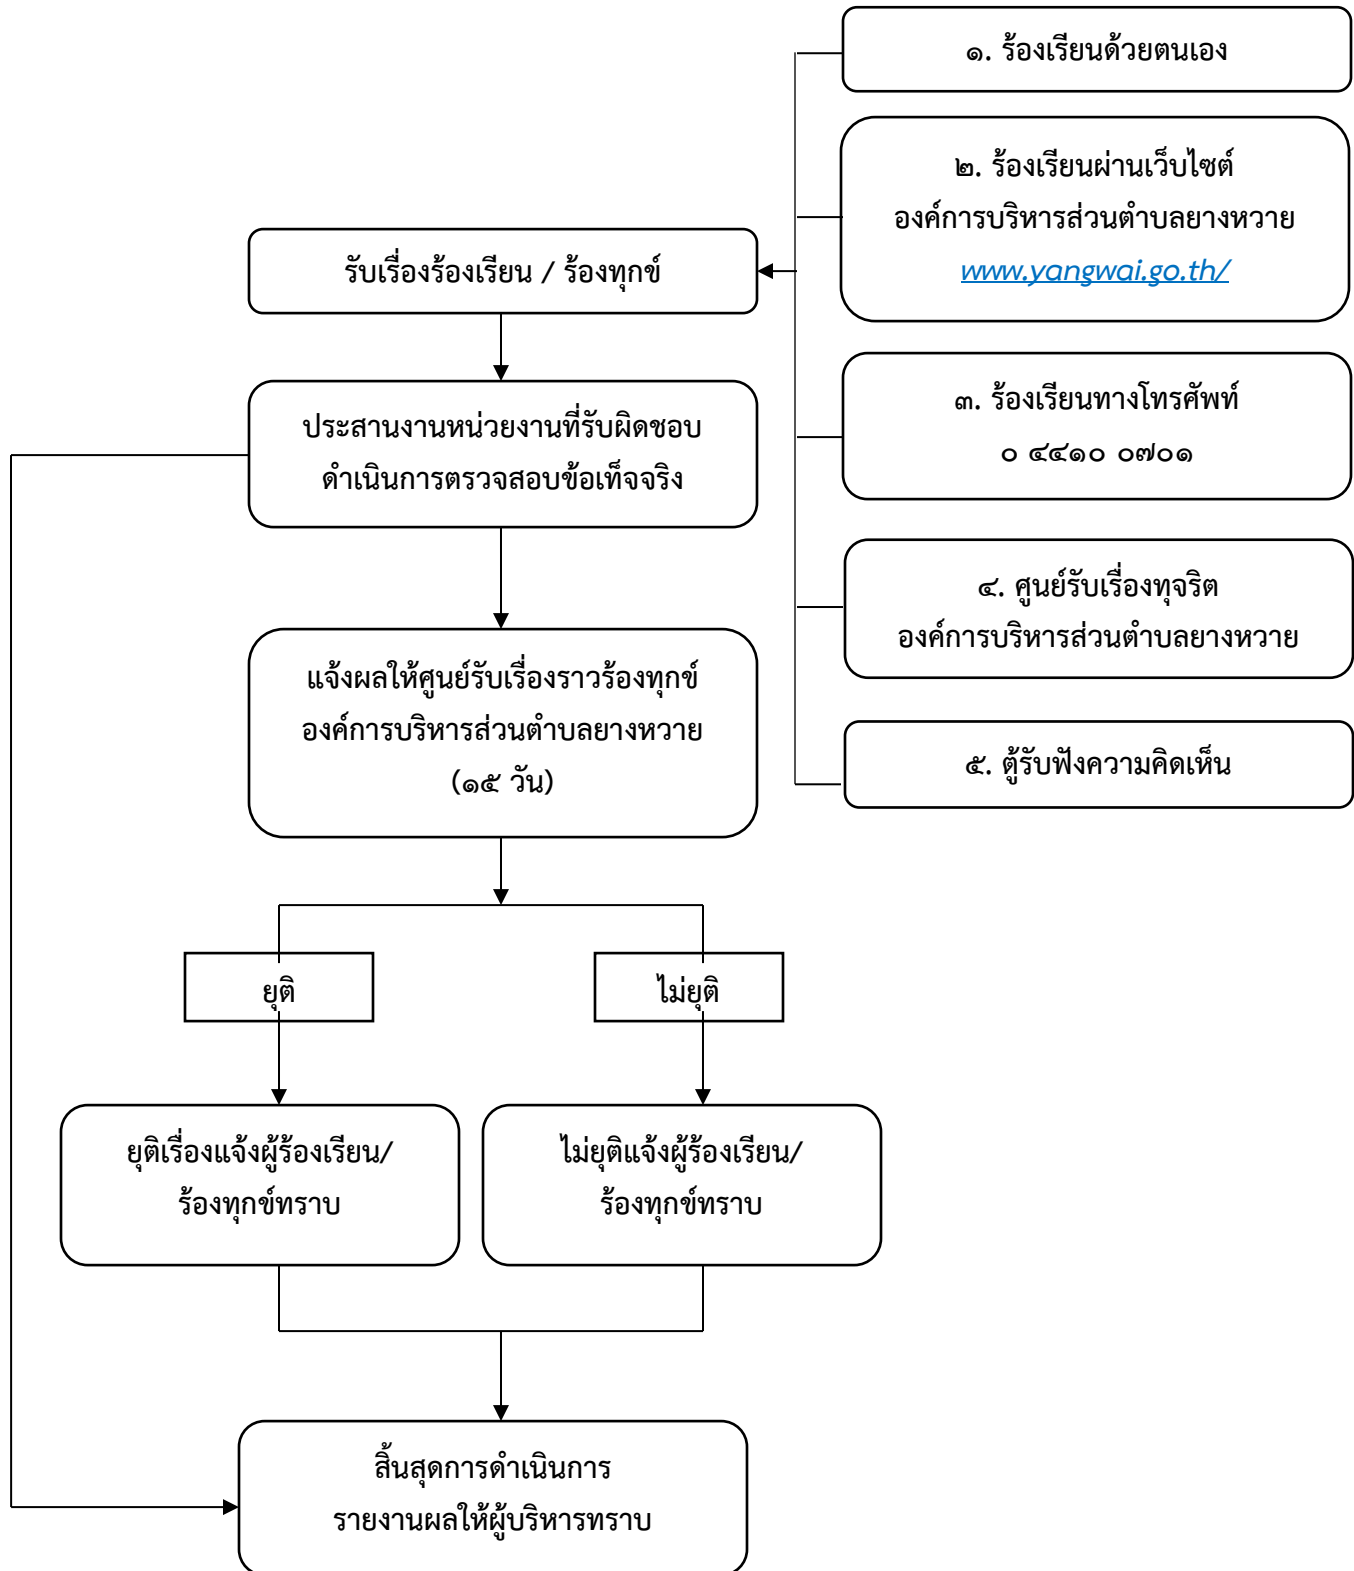 ๑. ร้องเรียนด้วยตนเอง
๒. ร้องเรียนผ่านเว็บไซต์
องค์การบริหารส่วนตำบลยางหวาย
www.yangwai.go.th/
รับเรื่องร้องเรียน / ร้องทุกข์
๓. ร้องเรียนทางโทรศัพท์
๐ ๔๔๑๐ ๐๗๐๑
ประสานงานหน่วยงานที่รับผิดชอบ
ดำเนินการตรวจสอบข้อเท็จจริง
๔. ศูนย์รับเรื่องทุจริต
องค์การบริหารส่วนตำบลยางหวาย
แจ้งผลให้ศูนย์รับเรื่องราวร้องทุกข์
องค์การบริหารส่วนตำบลยางหวาย
(๑๕ วัน)
๕. ตู้รับฟังความคิดเห็น
ยุติ
ไม่ยุติ
ยุติเรื่องแจ้งผู้ร้องเรียน/
ร้องทุกข์ทราบ
ไม่ยุติแจ้งผู้ร้องเรียน/
ร้องทุกข์ทราบ
สิ้นสุดการดำเนินการ
รายงานผลให้ผู้บริหารทราบ